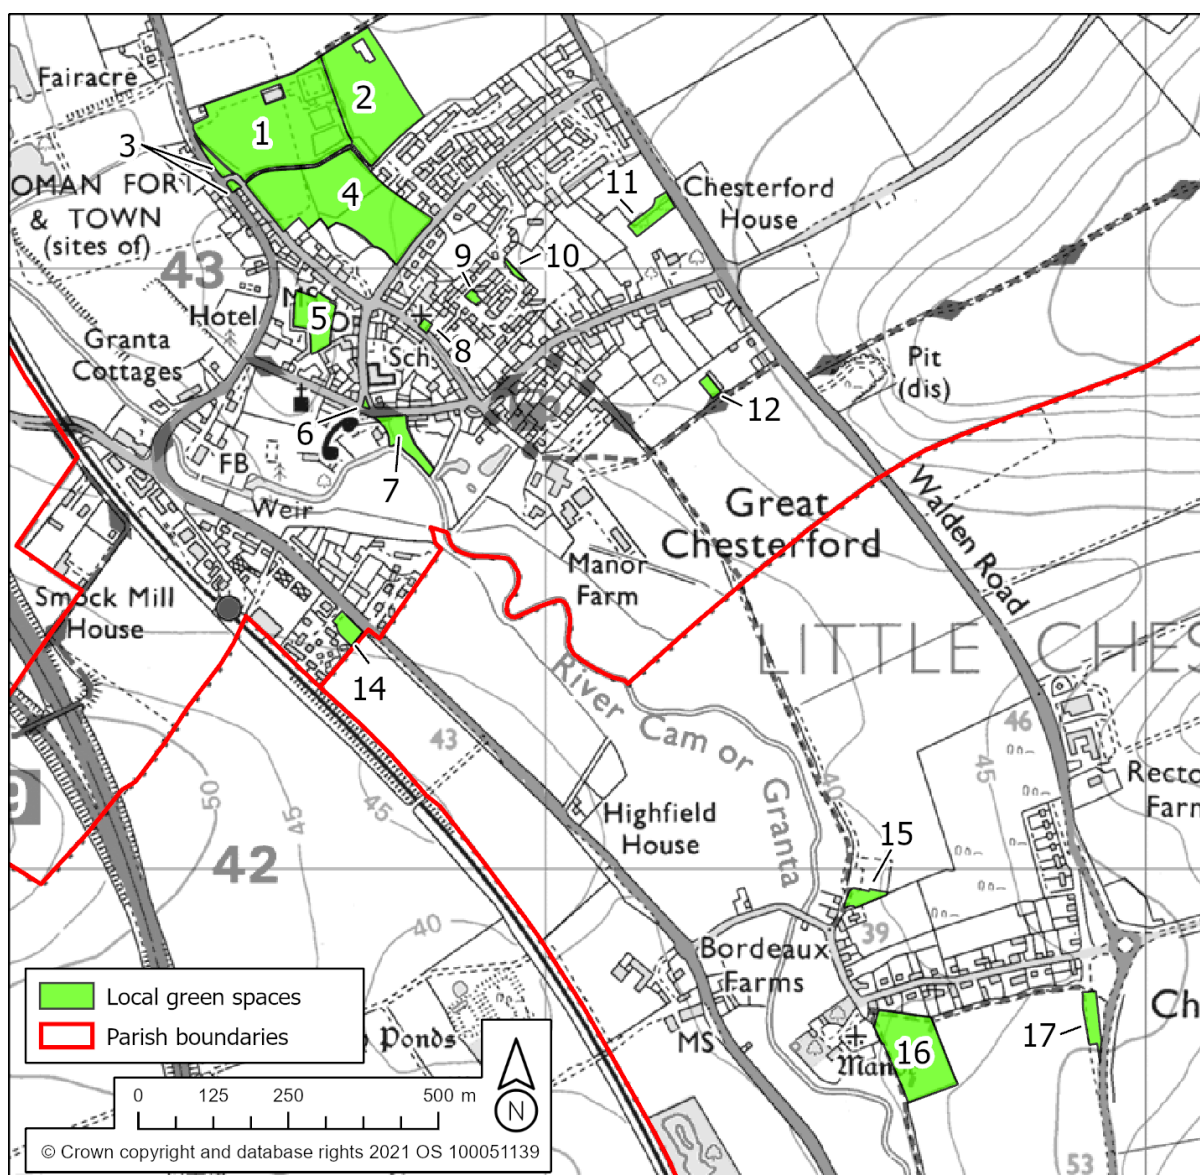 Fairacre
1
2
3
4
OMAN FORT
& TOWN
(sites of)
11
Chesterford
House
43
9
10
Hotel
5
Granta
Cottages
Sch
8
Pit
(dis)
12
6
7
FB
Weir
Great
Chesterford
Walden Road
Manor
Farm
Smock Mill
House
LITTLE CHES
14
River Cam or Granta
43
46
45
40
50
45
45
9
42
Highfield
House
Recto
Farm
15
39
40
Bordeaux
Farms
Local green spaces
Parish boundaries
Ponds
MS
16
17
Ch
Man
0 125 250 500 m
N
© Crown copyright and database rights 2021 OS 100051139
53